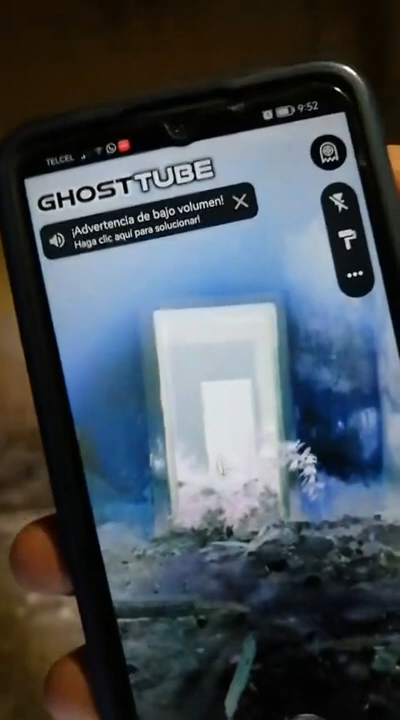 TELCEL
9:52
GHOSTTUBE
¡Advertencia de bajo volumen!
Haga clic aquí para solucionar!